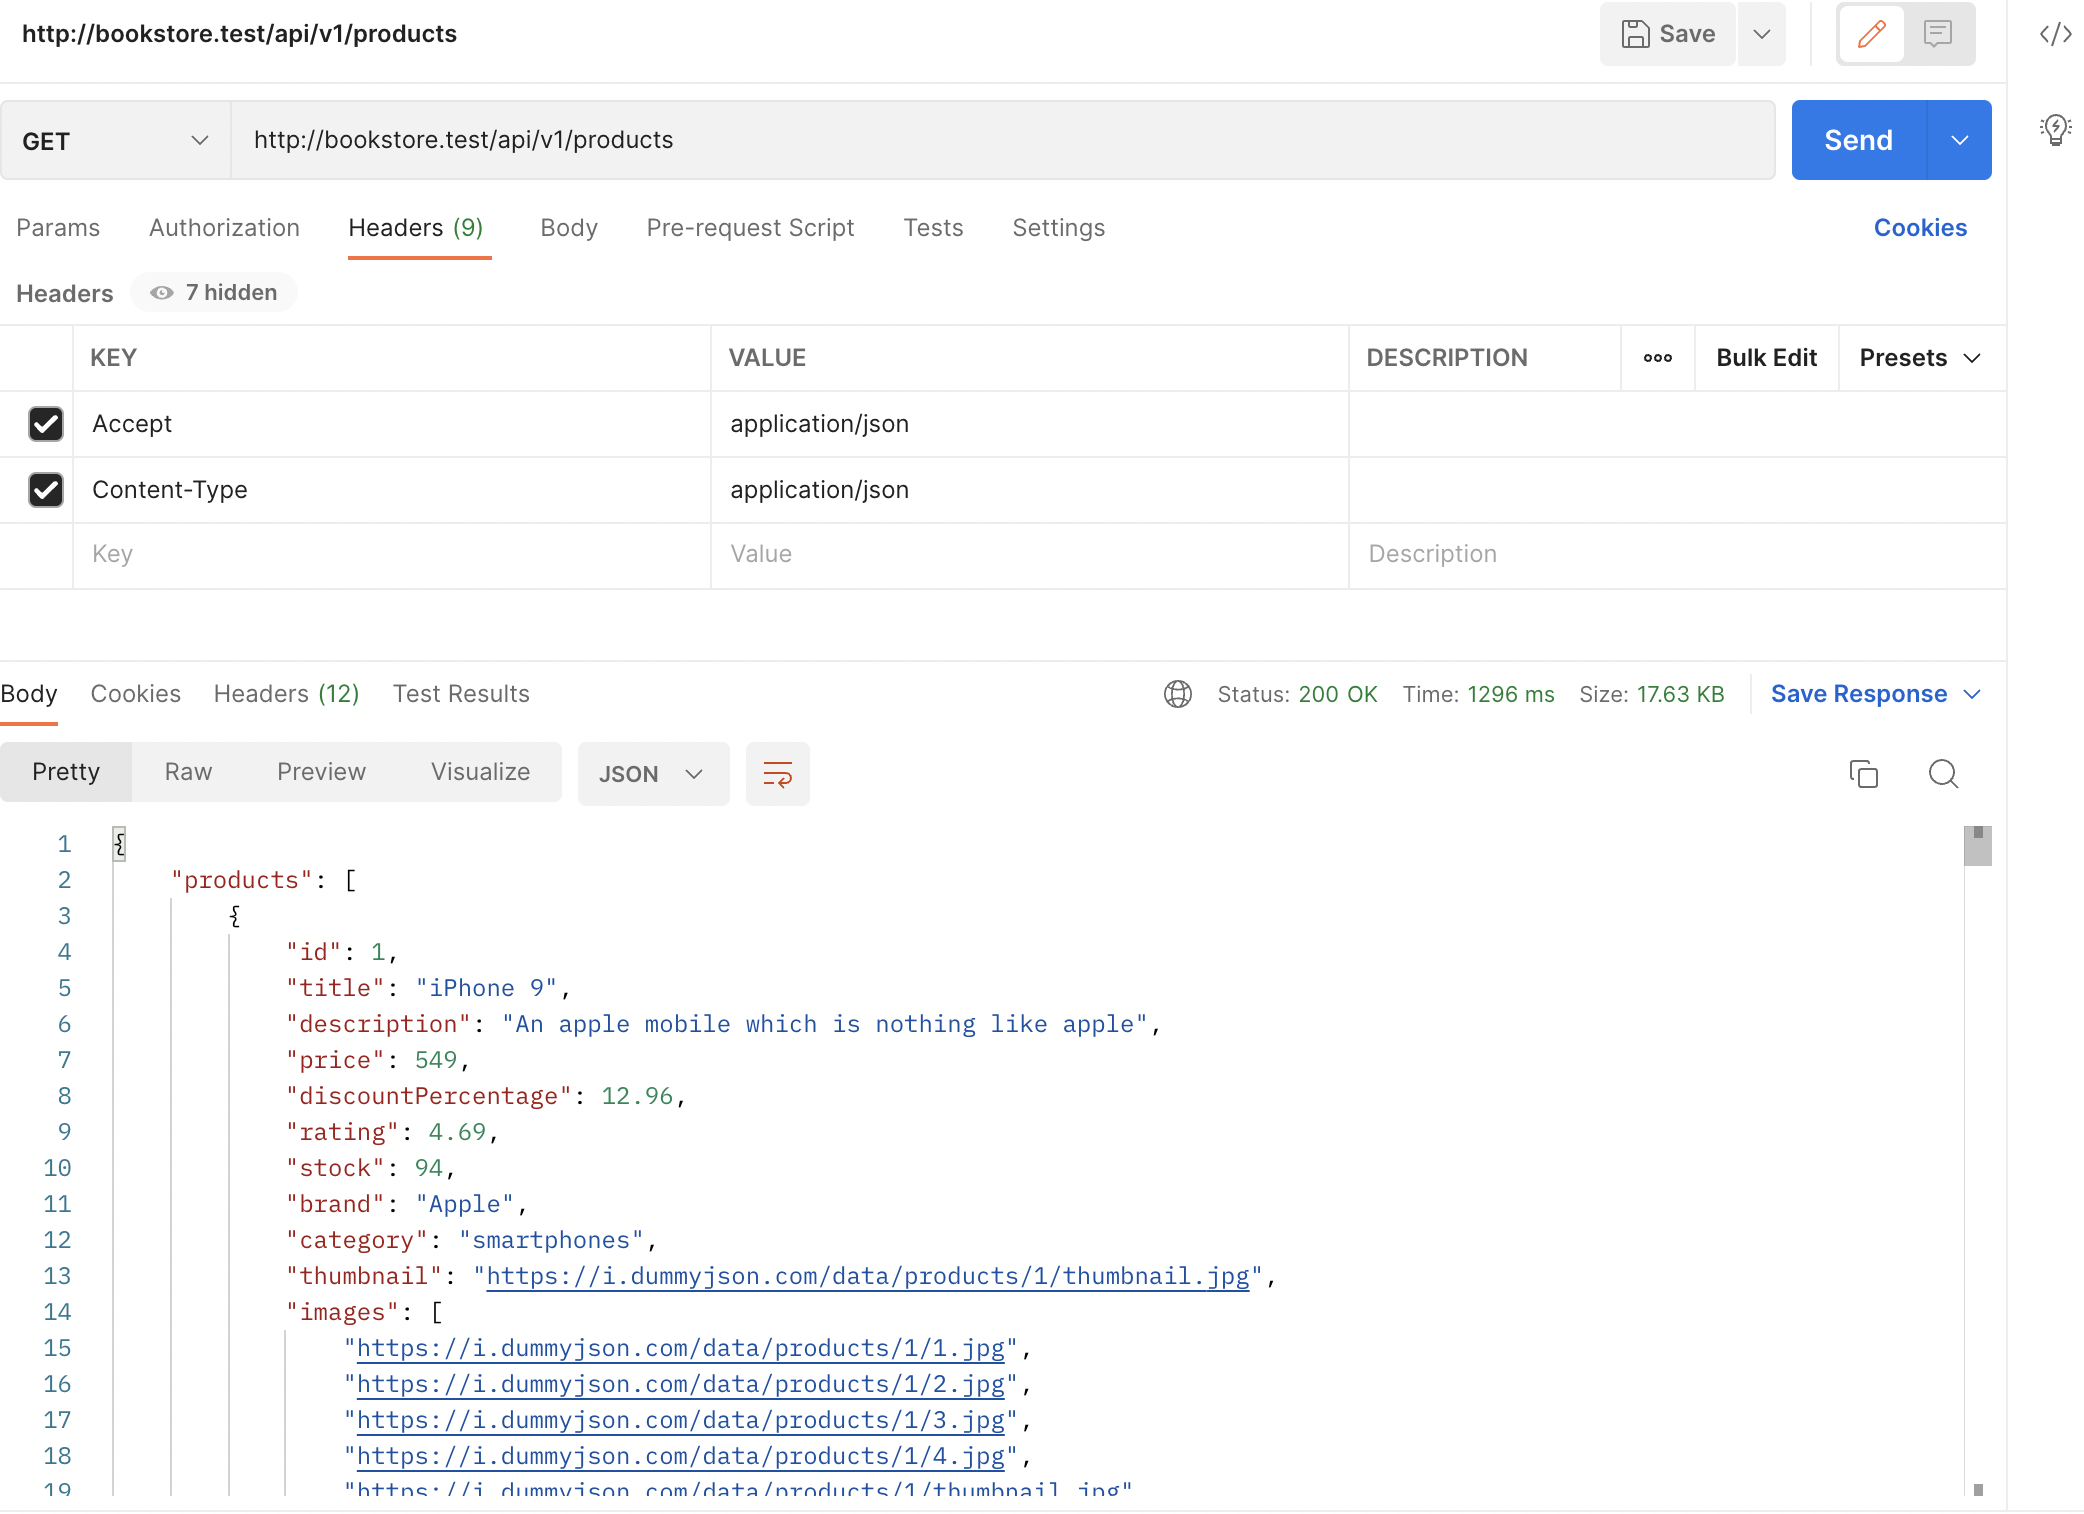 http://bookstore.test/api/v1/products
Save
GET
http://bookstore.test/api/v1/products
Send
Params Authorization Headers (9) Body Pre-request Script Tests Settings Cookies
Headers 7 hidden
KEY VALUE DESCRIPTION ooo Bulk Edit Presets
Accept application/json
Content-Type application/json
Key Value Description
Body Cookies Headers (12) Test Results Status: 200 OK Time: 1296 ms Size: 17.63 KB Save Response
Pretty Raw Preview Visualize JSON
1 {
2 "products": [
3 {
4 "id": 1,
5 "title": "iPhone 9",
6 "description": "An apple mobile which is nothing like apple",
7 "price": 549,
8 "discountPercentage": 12.96,
9 "rating": 4.69,
10 "stock": 94,
11 "brand": "Apple",
12 "category": "smartphones",
13 "thumbnail": "https://i.dummyjson.com/data/products/1/thumbnail.jpg",
14 "images": [
15 "https://i.dummyjson.com/data/products/1/1.jpg",
16 "https://i.dummyjson.com/data/products/1/2.jpg",
17 "https://i.dummyjson.com/data/products/1/3.jpg",
18 "https://i.dummyjson.com/data/products/1/4.jpg",
19 "https://i.dummyjson.com/data/products/1/thumbnail.jpg"